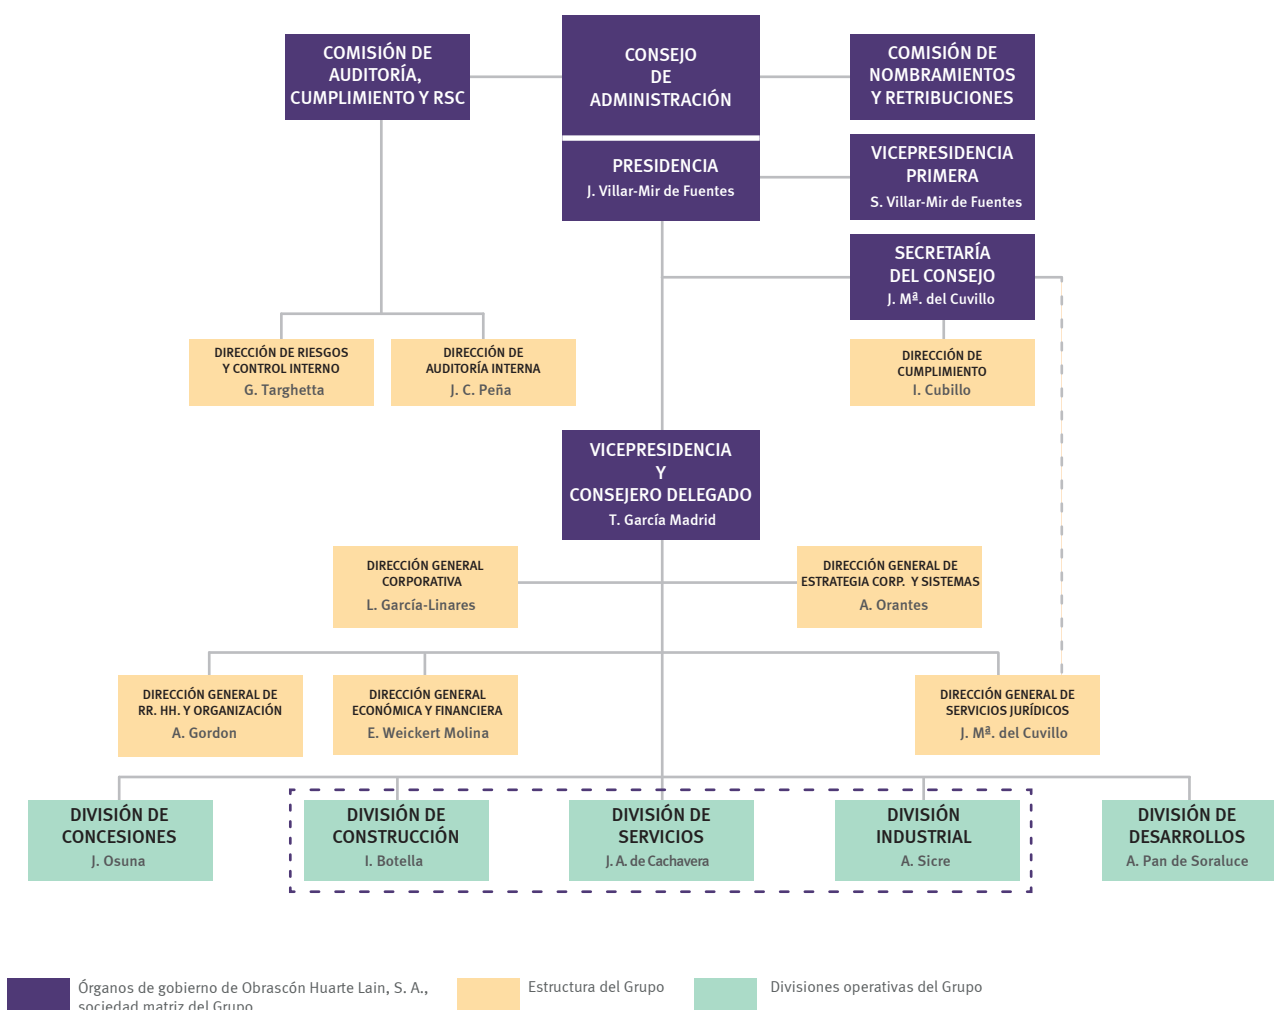 COMISIÓN DE
AUDITORÍA,
CUMPLIMIENTO Y RSC
CONSEJO
DE
ADMINISTRACIÓN
COMISIÓN DE
NOMBRAMIENTOS
Y RETRIBUCIONES
PRESIDENCIA
J. Villar-Mir de Fuentes
VICEPRESIDENCIA
PRIMERA
S. Villar-Mir de Fuentes
SECRETARÍA
DEL CONSEJO
J. Mª. del Cuvillo
DIRECCIÓN DE RIESGOS
Y CONTROL INTERNO
G. Targhetta
DIRECCIÓN DE
AUDITORÍA INTERNA
J. C. Peña
DIRECCIÓN DE
CUMPLIMIENTO
I. Cubillo
VICEPRESIDENCIA
Y
CONSEJERO DELEGADO
T. García Madrid
DIRECCIÓN GENERAL
CORPORATIVA
L. García-Linares
DIRECCIÓN GENERAL DE
ESTRATEGIA CORP. Y SISTEMAS
A. Orantes
DIRECCIÓN GENERAL DE
RR. HH. Y ORGANIZACIÓN
A. Gordon
DIRECCIÓN GENERAL
ECONÓMICA Y FINANCIERA
E. Weickert Molina
DIRECCIÓN GENERAL DE
SERVICIOS JURÍDICOS
J. Mª. del Cuvillo
DIVISIÓN DE
CONCESIONES
J. Osuna
DIVISIÓN DE
CONSTRUCCIÓN
I. Botella
DIVISIÓN DE
SERVICIOS
J. A. de Cachavera
DIVISIÓN
INDUSTRIAL
A. Sicre
DIVISIÓN DE
DESARROLLOS
A. Pan de Soraluce
Órganos de gobierno de Obrascón Huarte Lain, S. A.,
sociedad matriz del Grupo
Estructura del Grupo
Divisiones operativas del Grupo